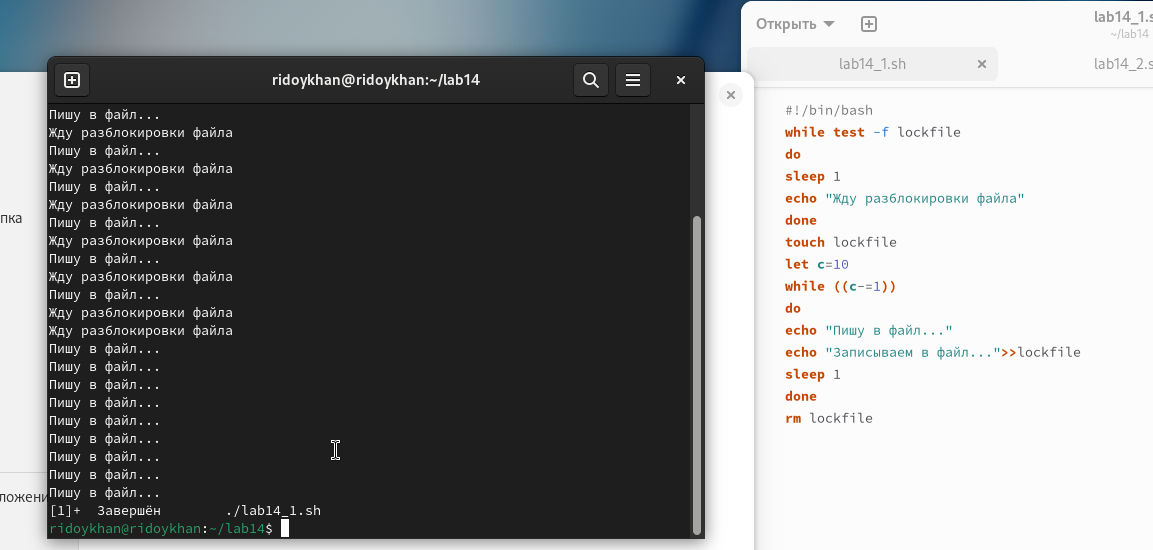 ridoykhan@ridoykhan:~/lab14
Пишу в файл...
Жду разблокировки файла
Пишу в файл...
Жду разблокировки файла
Пишу в файл...
Жду разблокировки файла
Пишу в файл...
Жду разблокировки файла
Пишу в файл...
Жду разблокировки файла
Пишу в файл...
Жду разблокировки файла
Жду разблокировки файла
Пишу в файл...
Пишу в файл...
Пишу в файл...
Пишу в файл...
Пишу в файл...
Пишу в файл...
Пишу в файл...
Пишу в файл...
Пишу в файл...
[1]+  Завершён        ./lab14_1.sh
ridoykhan@ridoykhan:~/lab14$
пка
ложени
Открыть
lab14_1.s
~/lab14
lab14_1.sh
lab14_2.s
#!/bin/bash
while test -f lockfile
do
sleep 1
echo "Жду разблокировки файла"
done
touch lockfile
let c=10
while ((c-=1))
do
echo "Пишу в файл..."
echo "Записываем в файл...">>lockfile
sleep 1
done
rm lockfile